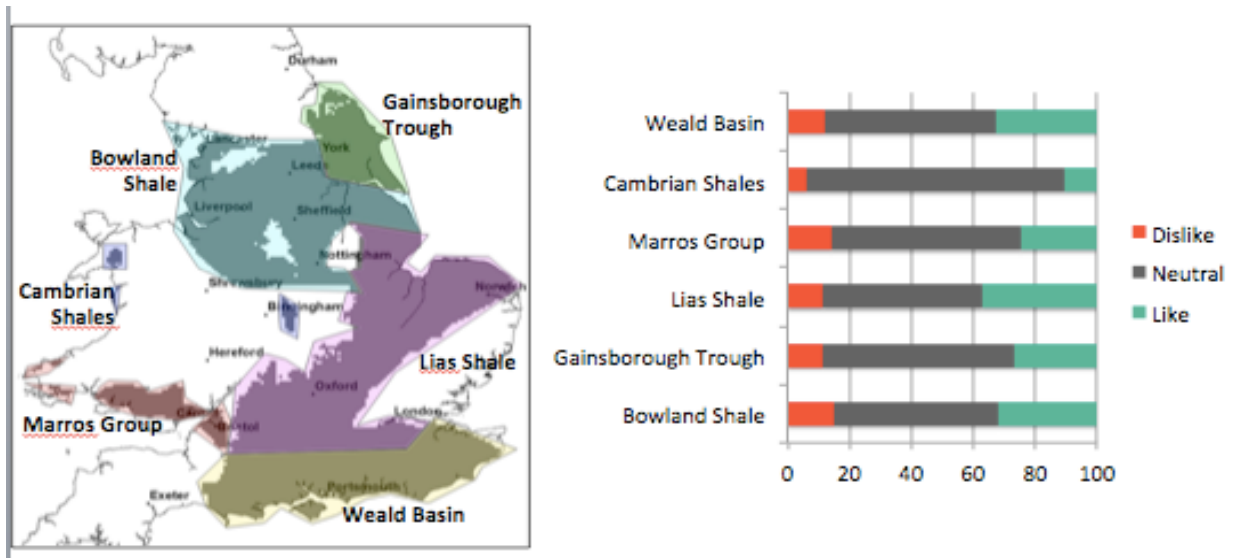 Durham
Gainsborough
Trough
Lancaster
York
Bowland
Shale
Leeds
Liverpool
Sheffield
Nottingham
Shrewsbury
Norwich
Cambrian
Shales
Birmingham
Hereford
Lias Shale
Oxford
Cardiff
London
Marros Group
Bristol
Exeter
Portsmouth
Weald Basin
Weald Basin
Cambrian Shales
Marros Group
Lias Shale
Gainsborough Trough
Bowland Shale
0 20 40 60 80 100
Dislike
Neutral
Like